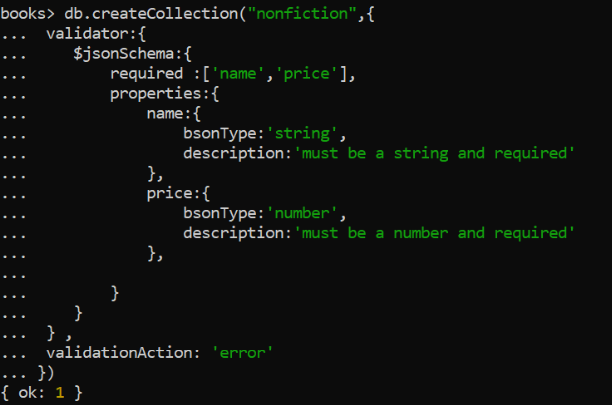 books> db.createCollection("nonfiction",{
... validator:{
... $jsonSchema:{
... required :['name','price'],
... properties:{
... name:{
... bsonType:'string',
... description:'must be a string and required'
... },
... price:{
... bsonType:'number',
... description:'must be a number and required'
... },
...
... }
... }
... } ,
... validationAction: 'error'
... })
{ ok: 1 }